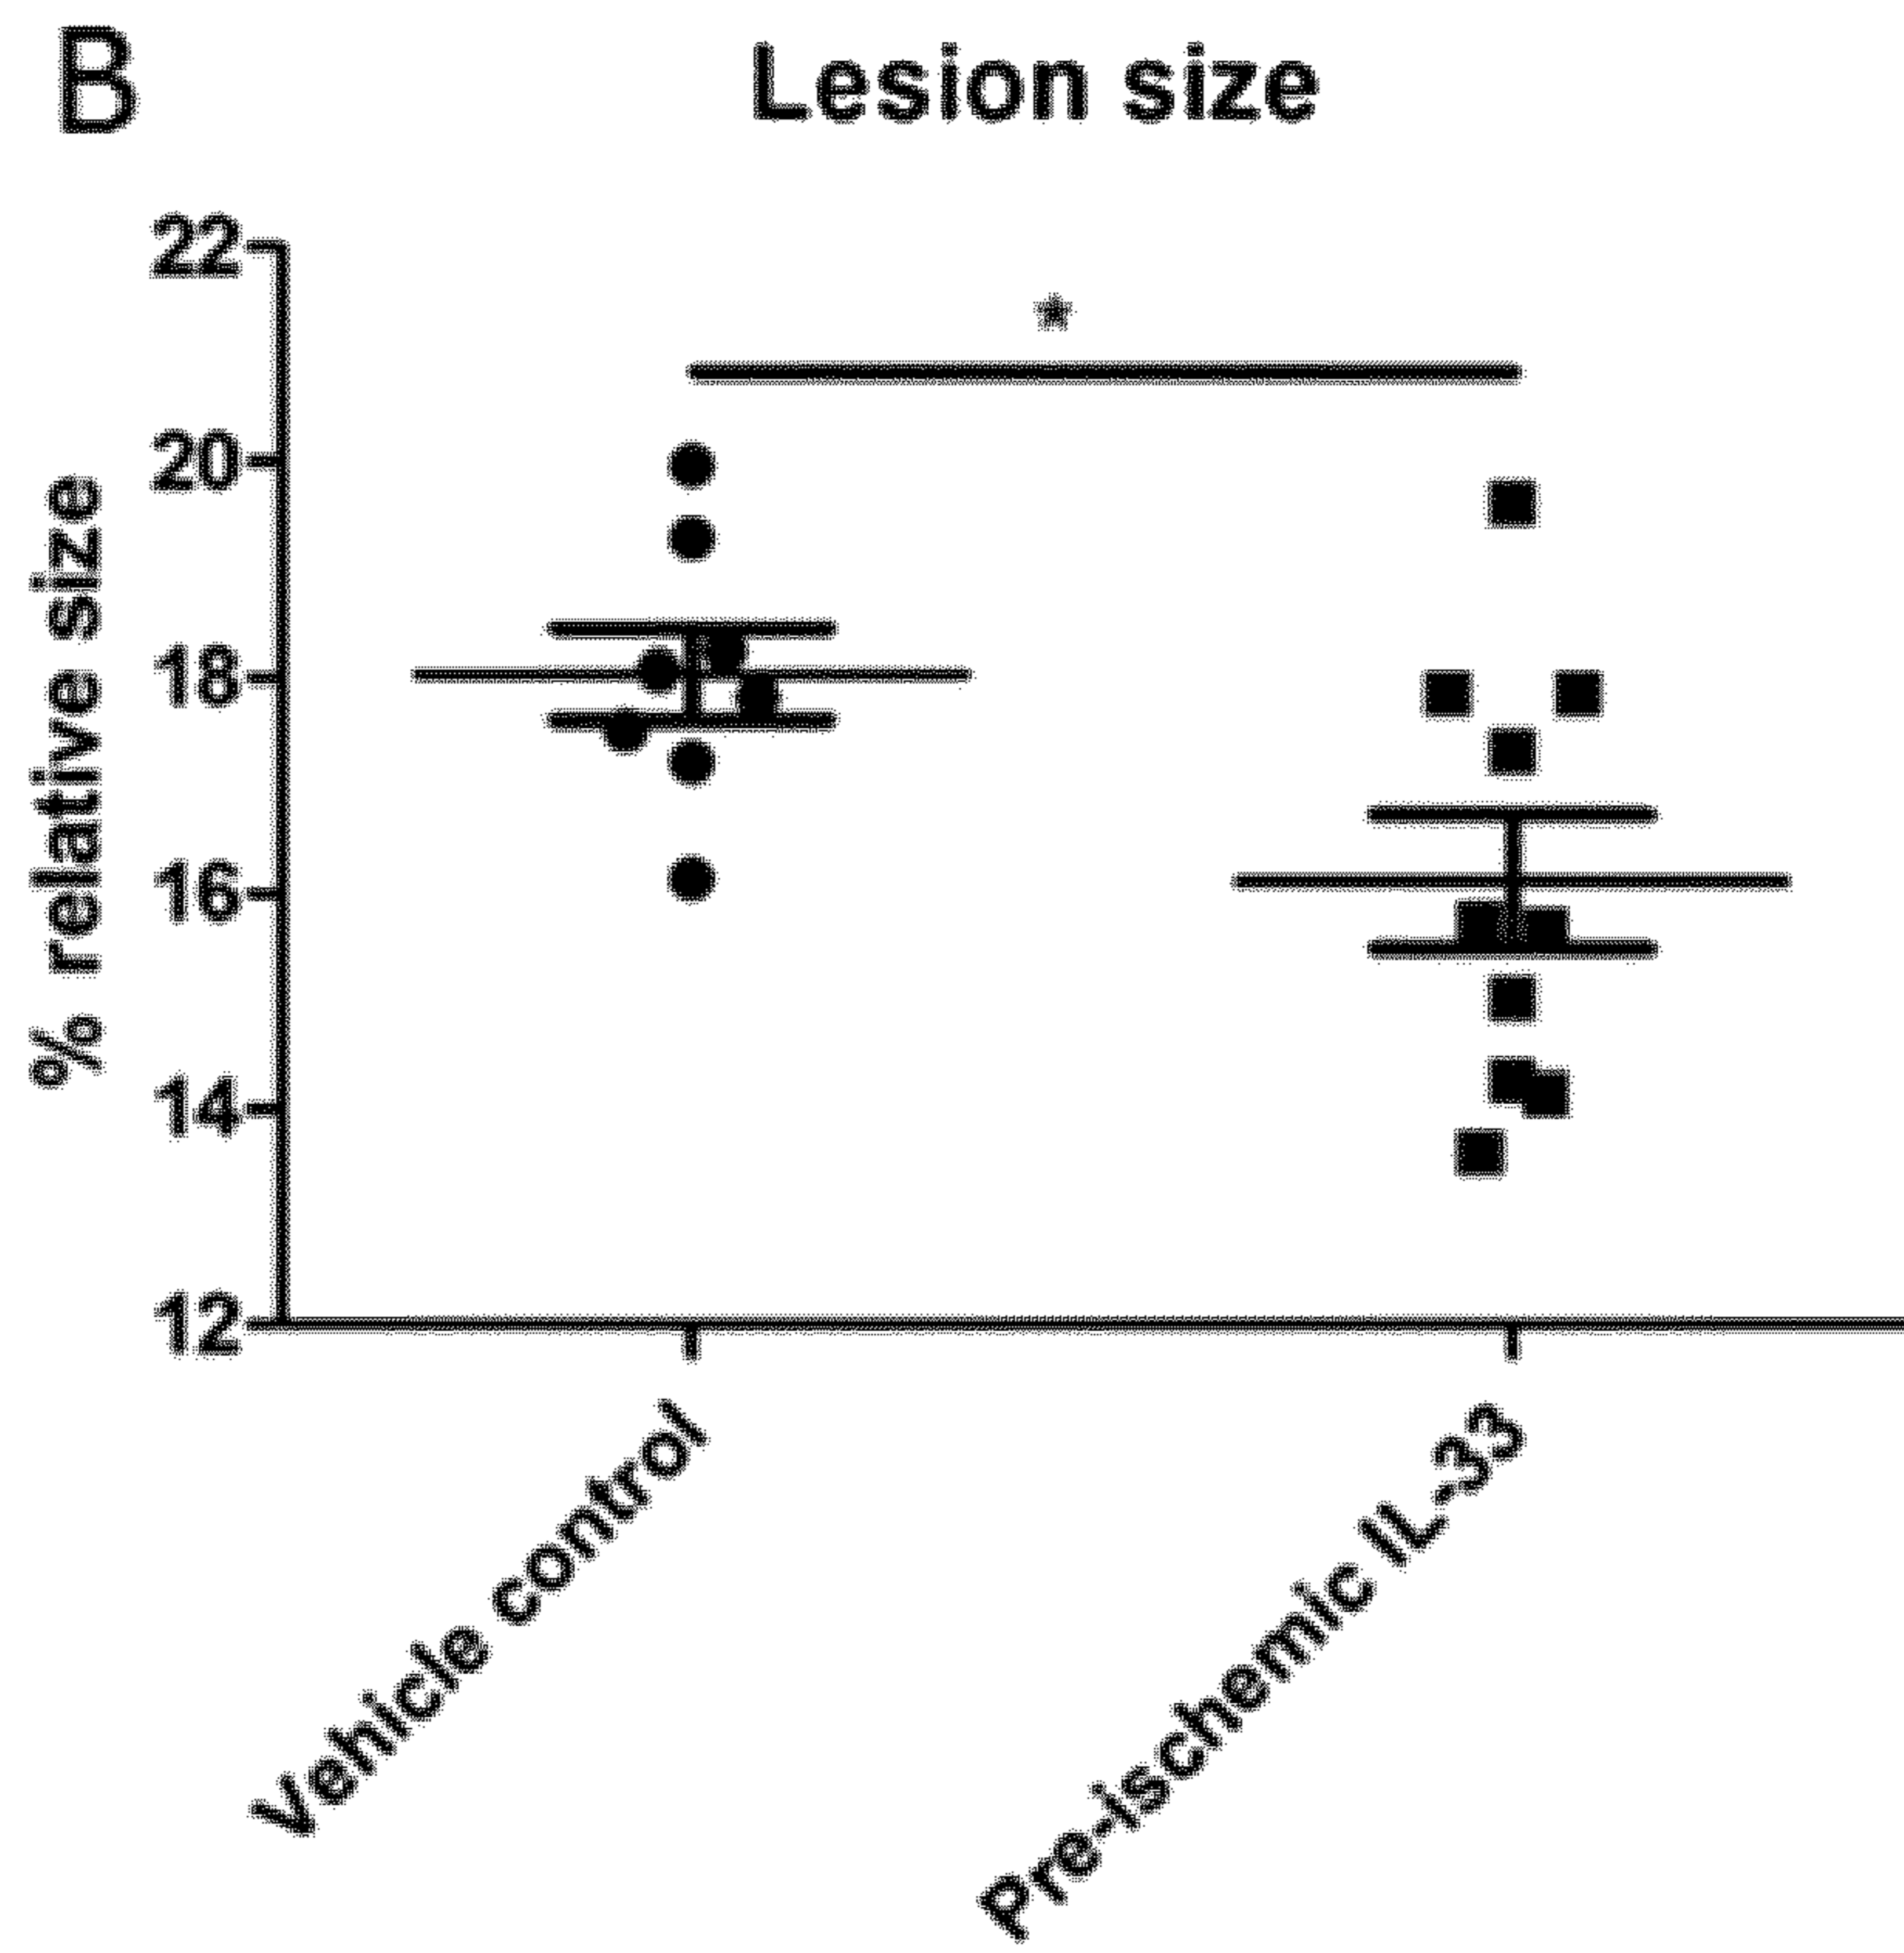 B
Lesion size
% relative size
22
*
20
18
16
14
12
Vehicle control
Pre-ischemic IL-33